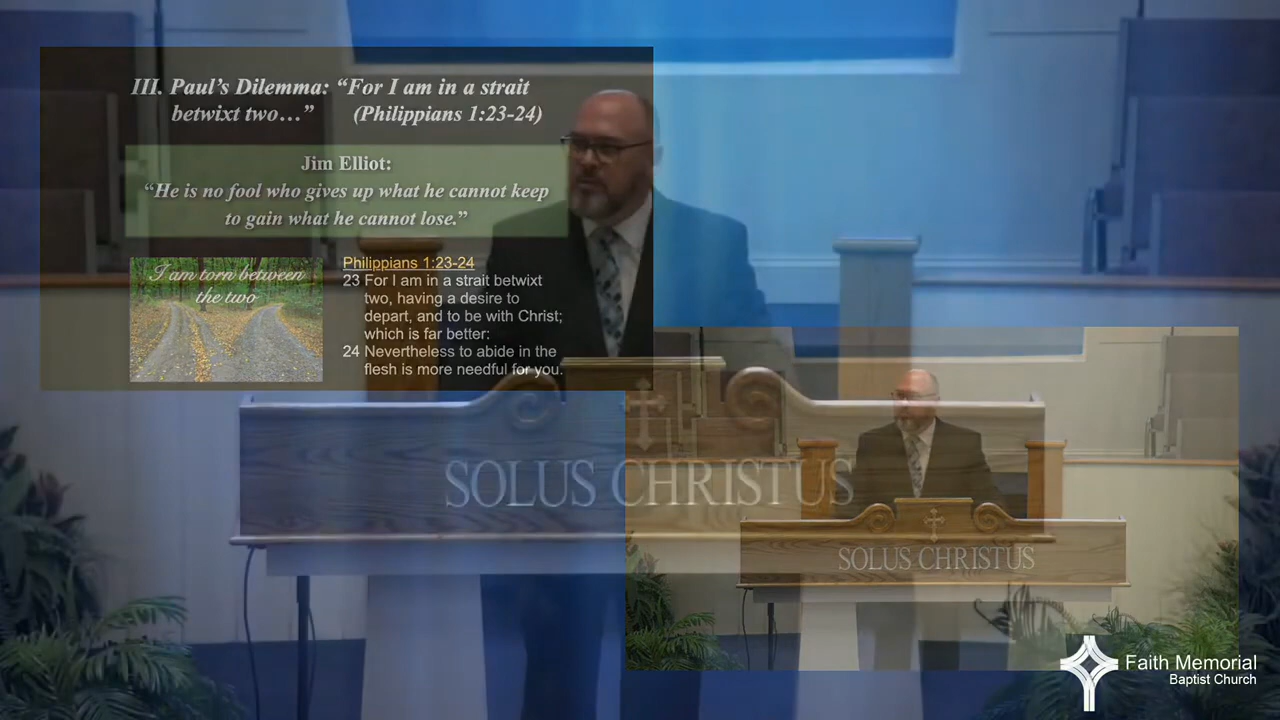 III. Paul's Dilemma: “For I am in a strait
betwixt two…” (Philippians 1:23-24)
Jim Elliot:
“He is no fool who gives up what he cannot keep
to gain what he cannot lose.”
I am torn between
the two
Philippians 1:23-24
23 For I am in a strait betwixt
two, having a desire to
depart, and to be with Christ;
which is far better:
24 Nevertheless to abide in the
flesh is more needful for you.
SOLUS CHRISTUS
SOLUS CHRISTUS
Faith Memorial
Baptist Church